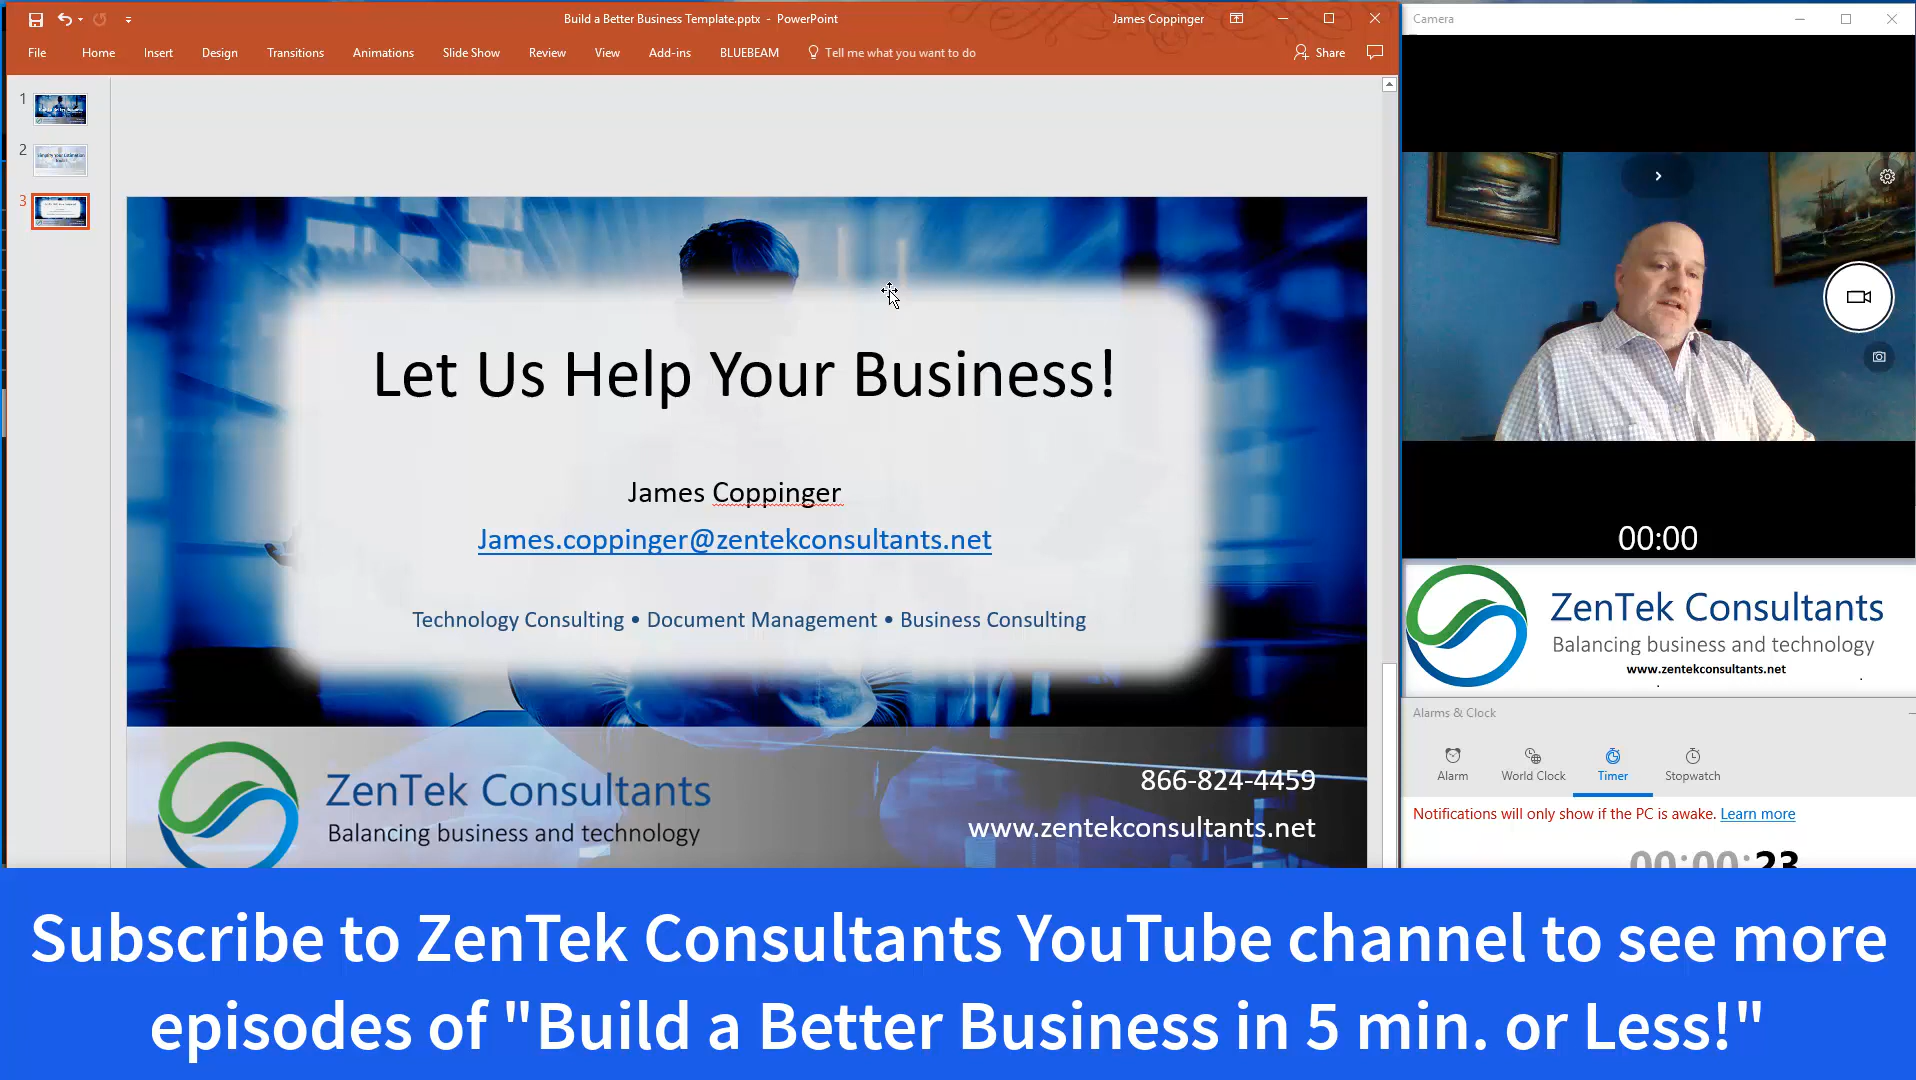 Build a Better Business Template.pptx - PowerPoint
James Coppinger
File Home Insert Design Transitions Animations Slide Show Review View Add-ins BLUEBEAM Tell me what you want to do
Share
1
2
3
Let Us Help Your Business!
James Coppinger
James.coppinger@zentekconsultants.net
Technology Consulting • Document Management • Business Consulting
ZenTek Consultants
Balancing business and technology
866-824-4459
www.zentekconsultants.net
Camera
00:00
ZenTek Consultants
Balancing business and technology
www.zentekconsultants.net
Alarms & Clock
Alarm World Clock Timer Stopwatch
Notifications will only show if the PC is awake. Learn more
00:00:23
Subscribe to ZenTek Consultants YouTube channel to see more
episodes of "Build a Better Business in 5 min. or Less!"